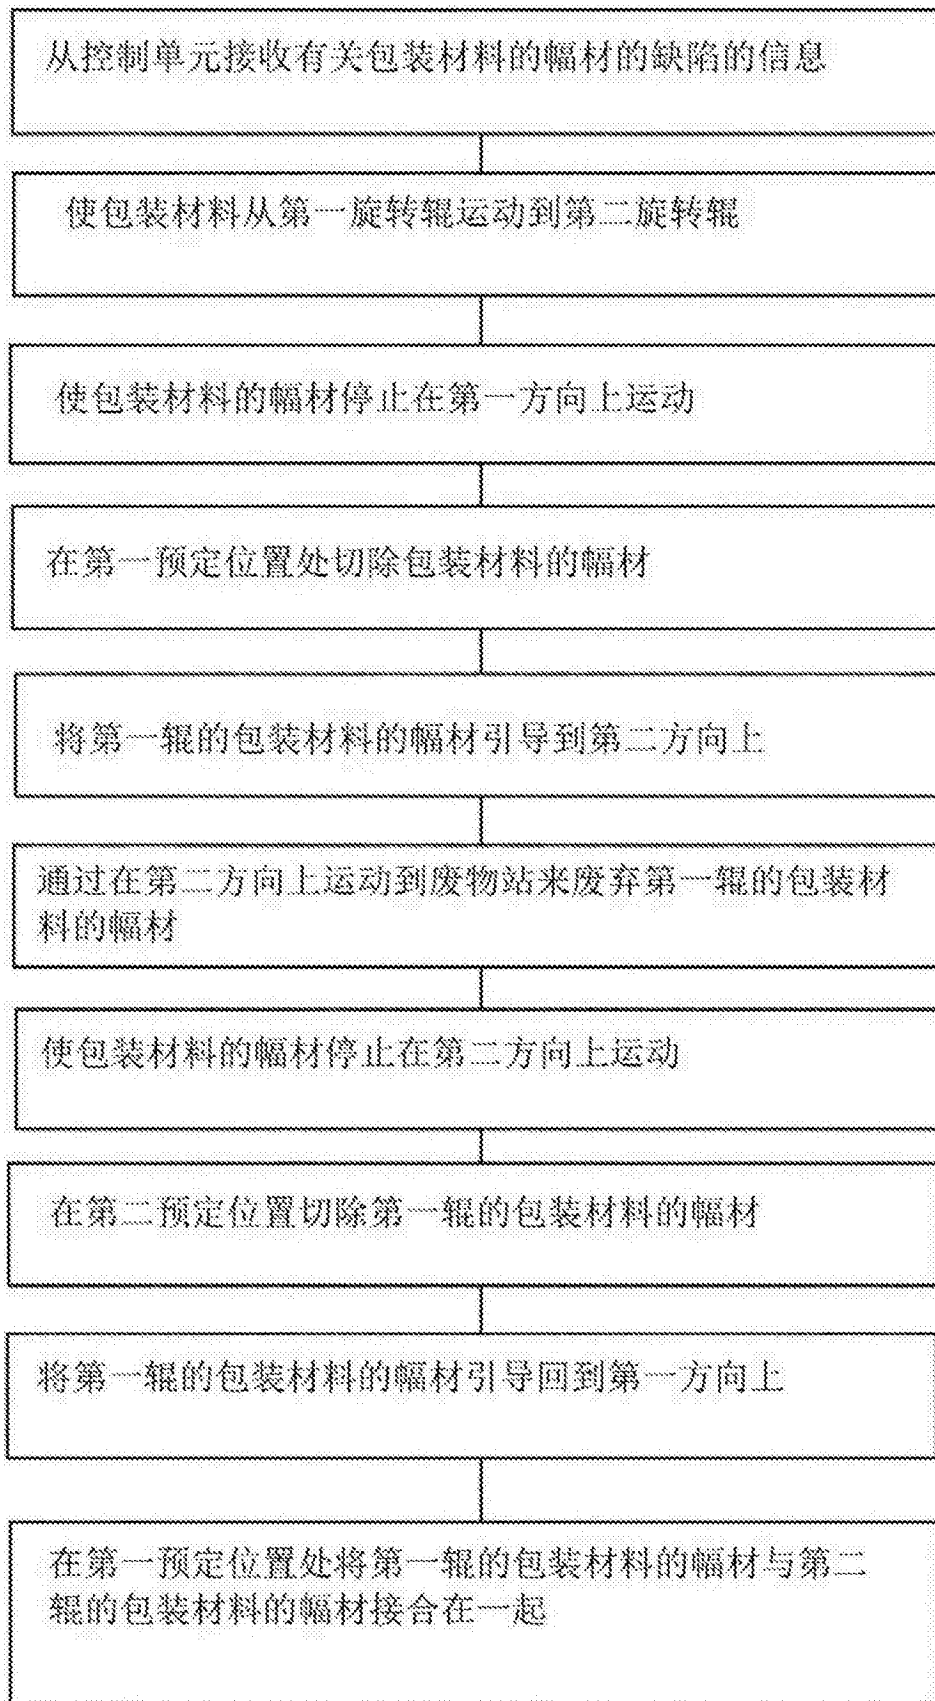 从控制单元接收有关包装材料的幅材的缺陷的信息
使包装材料从第一旋转辊运动到第二旋转辊
使包装材料的幅材停止在第一方向上运动
在第一预定位置处切除包装材料的幅材
将第一辊的包装材料的幅材引导到第二方向上
通过在第二方向上运动到废物站来废弃第一辊的包装材
料的幅材
使包装材料的幅材停止在第二方向上运动
在第二预定位置切除第一辊的包装材料的幅材
将第一辊的包装材料的幅材引导回到第一方向上
在第一预定位置处将第一辊的包装材料的幅材与第二
辊的包装材料的幅材接合在一起